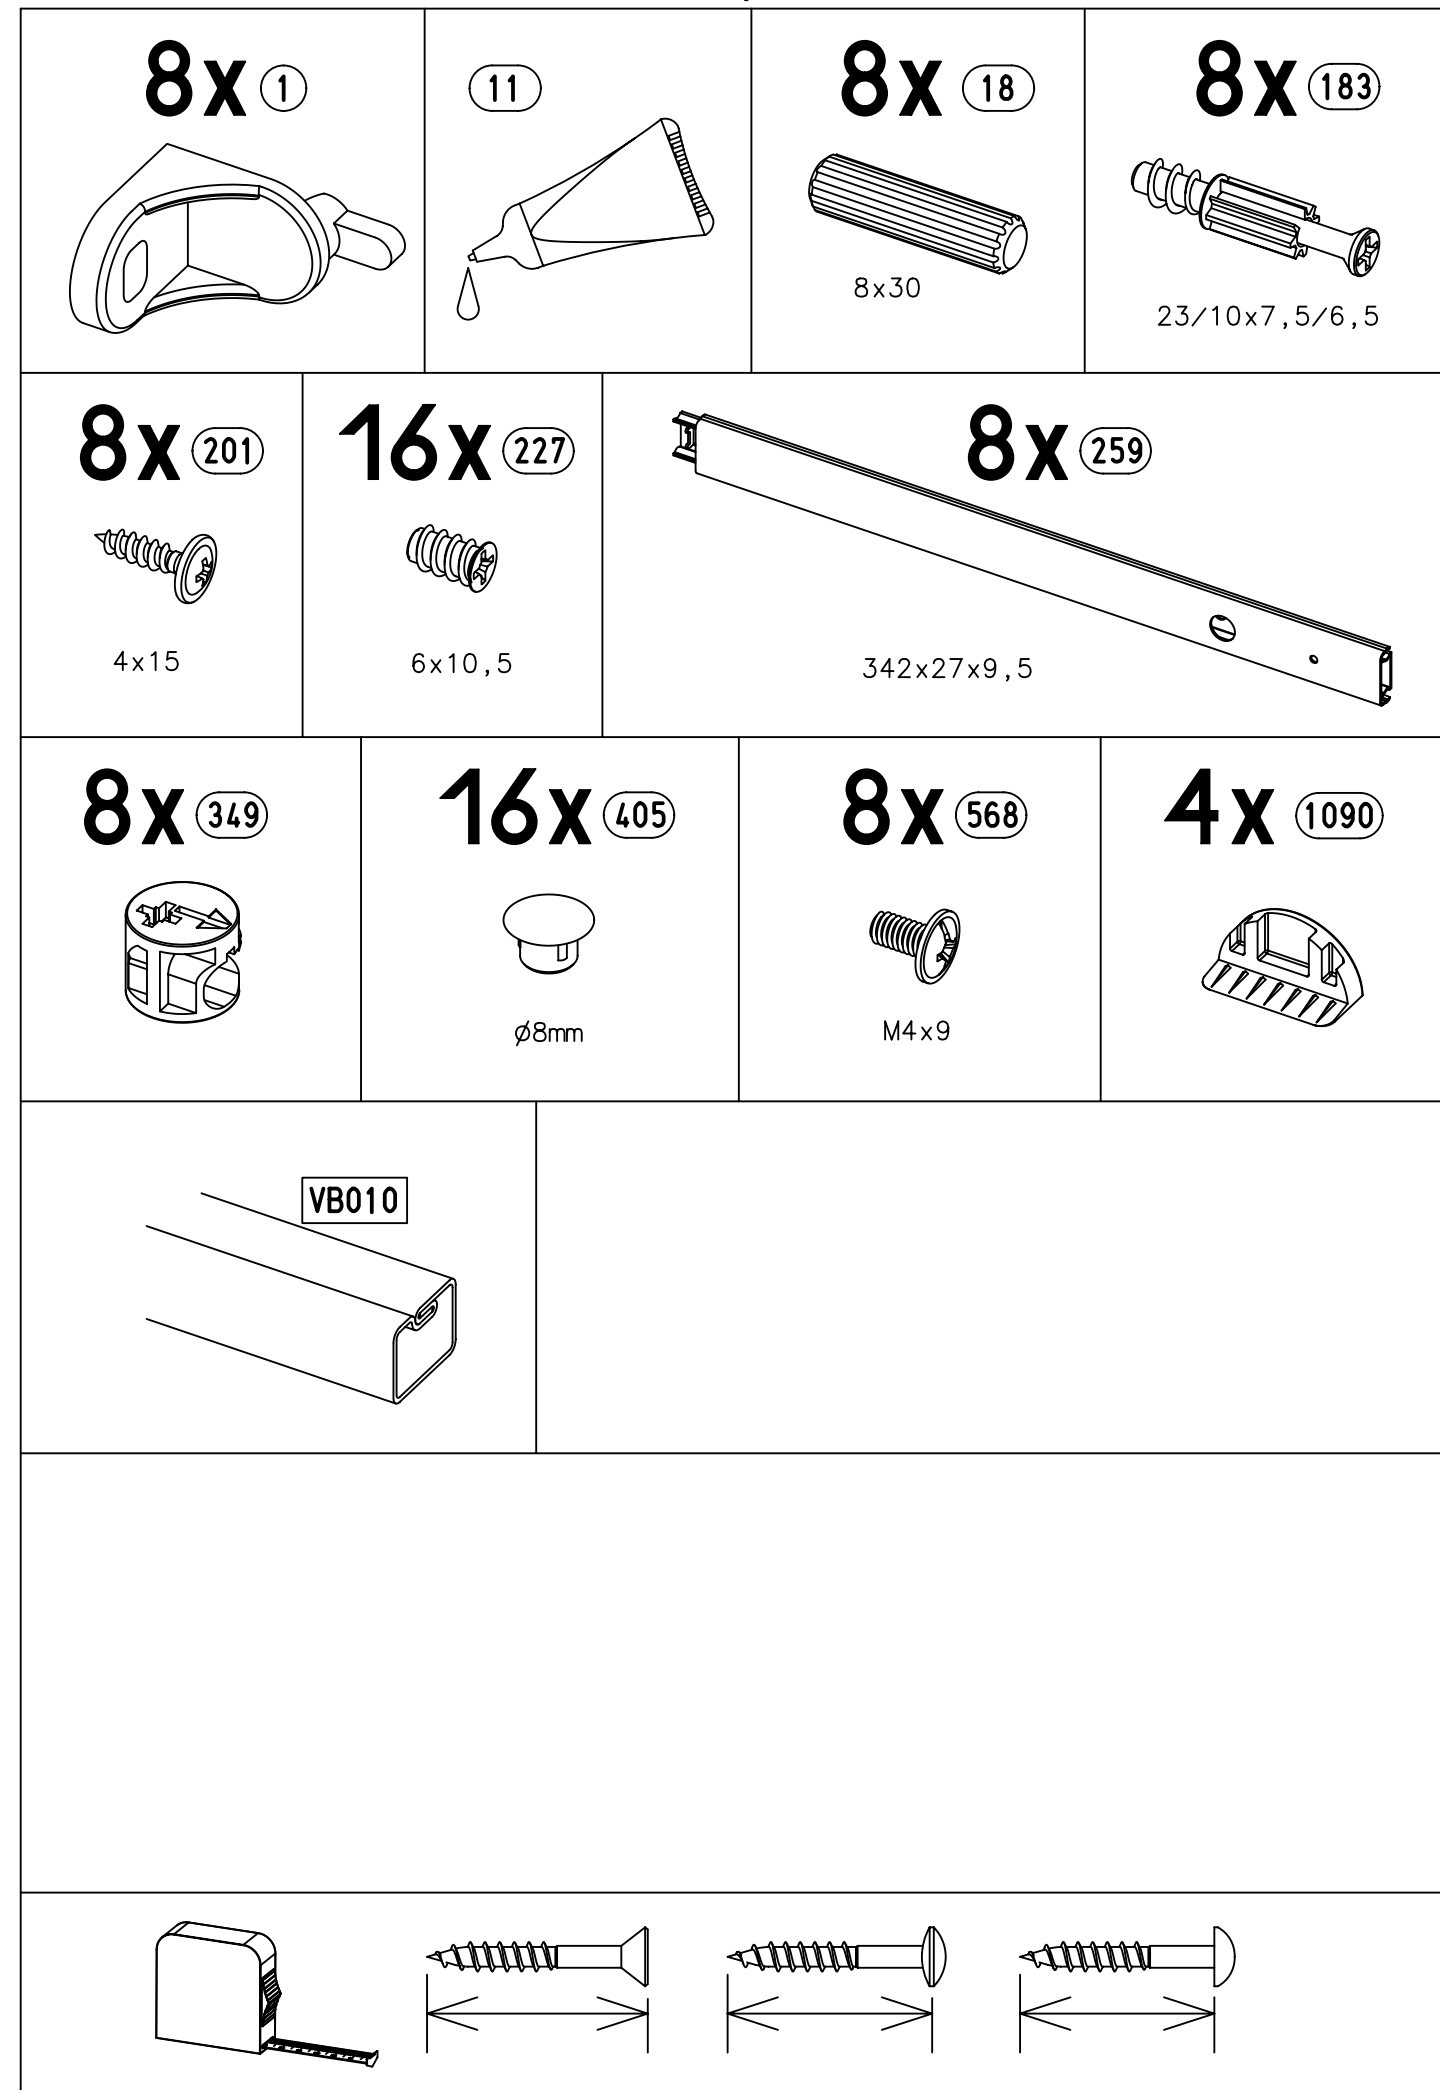 8x 1
11
8x 18
8x30
8x 183
23/10x7,5/6,5
8x 201
4x15
16x 227
6x10,5
8x 259
342x27x9,5
8x 349
16x 405
ø8mm
8x 568
M4x9
4x 1090
VB010